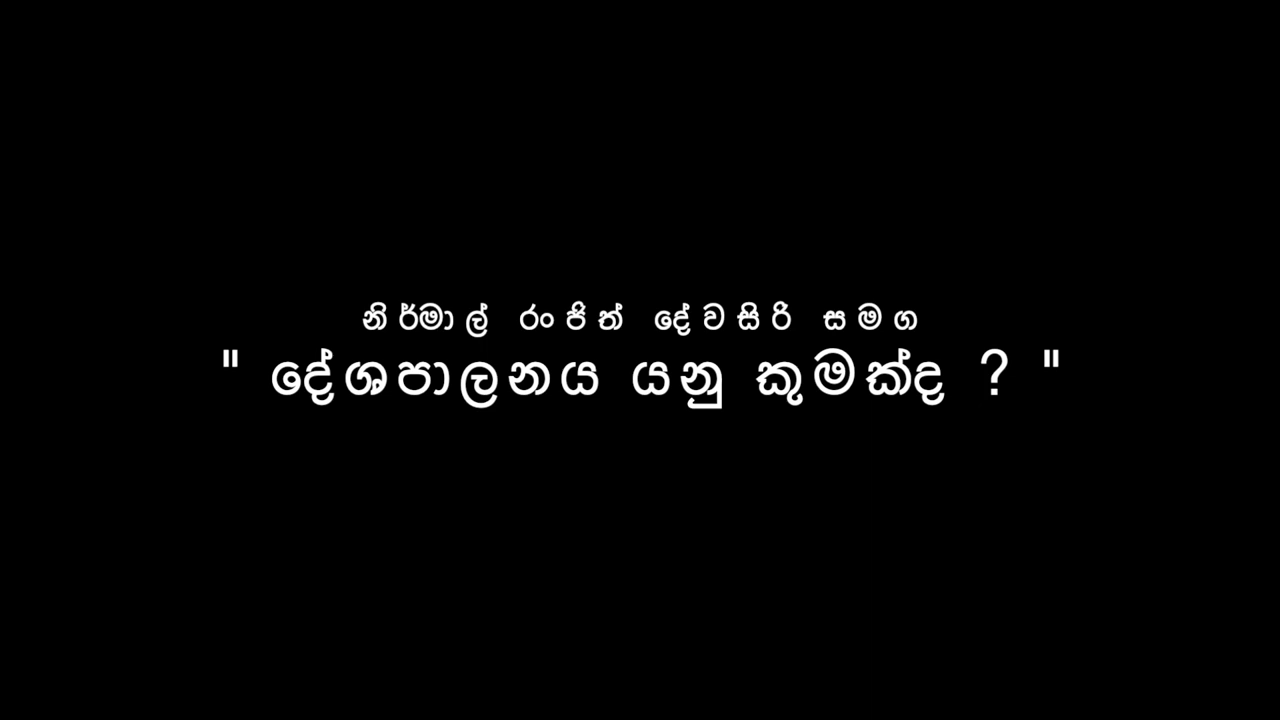 නිර්මාල් රංජිත් දේවසිරි සමග
" දේශපාලනය යනු කුමක්ද ? "